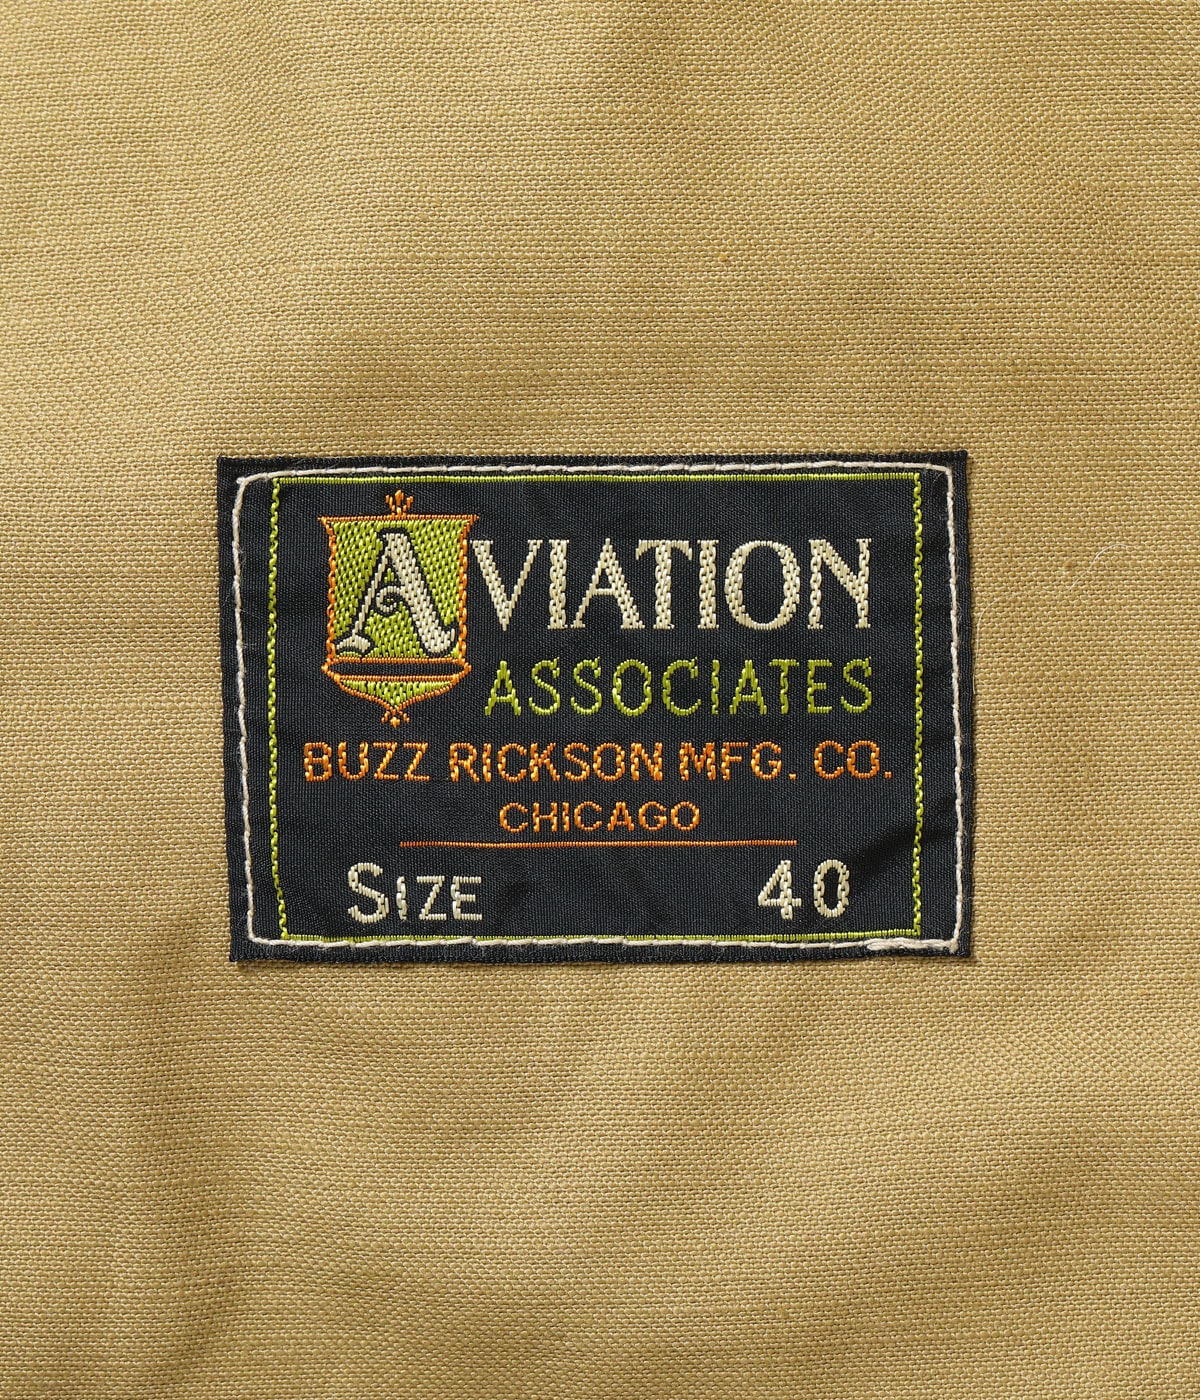 AVIATION
ASSOCIATES
BUZZ RICKSON MFG. CO.
CHICAGO
SIZE 40